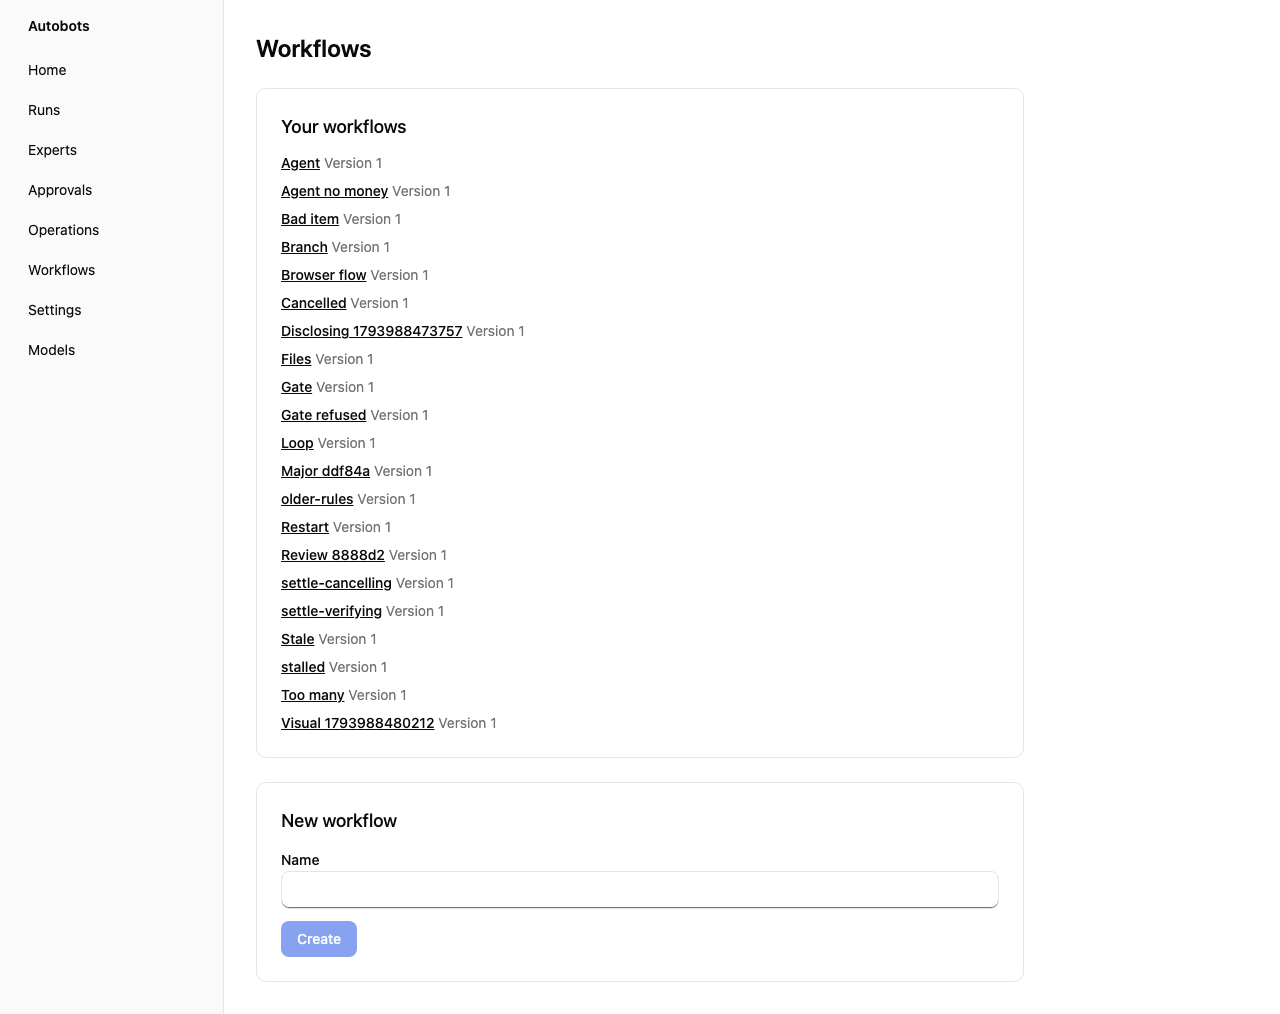 Autobots
Home
Runs
Experts
Approvals
Operations
Workflows
Settings
Models
Workflows
Your workflows
Agent Version 1
Agent no money Version 1
Bad item Version 1
Branch Version 1
Browser flow Version 1
Cancelled Version 1
Disclosing 1793988473757 Version 1
Files Version 1
Gate Version 1
Gate refused Version 1
Loop Version 1
Major ddf84a Version 1
older-rules Version 1
Restart Version 1
Review 8888d2 Version 1
settle-cancelling Version 1
settle-verifying Version 1
Stale Version 1
stalled Version 1
Too many Version 1
Visual 1793988480212 Version 1
New workflow
Name
Create